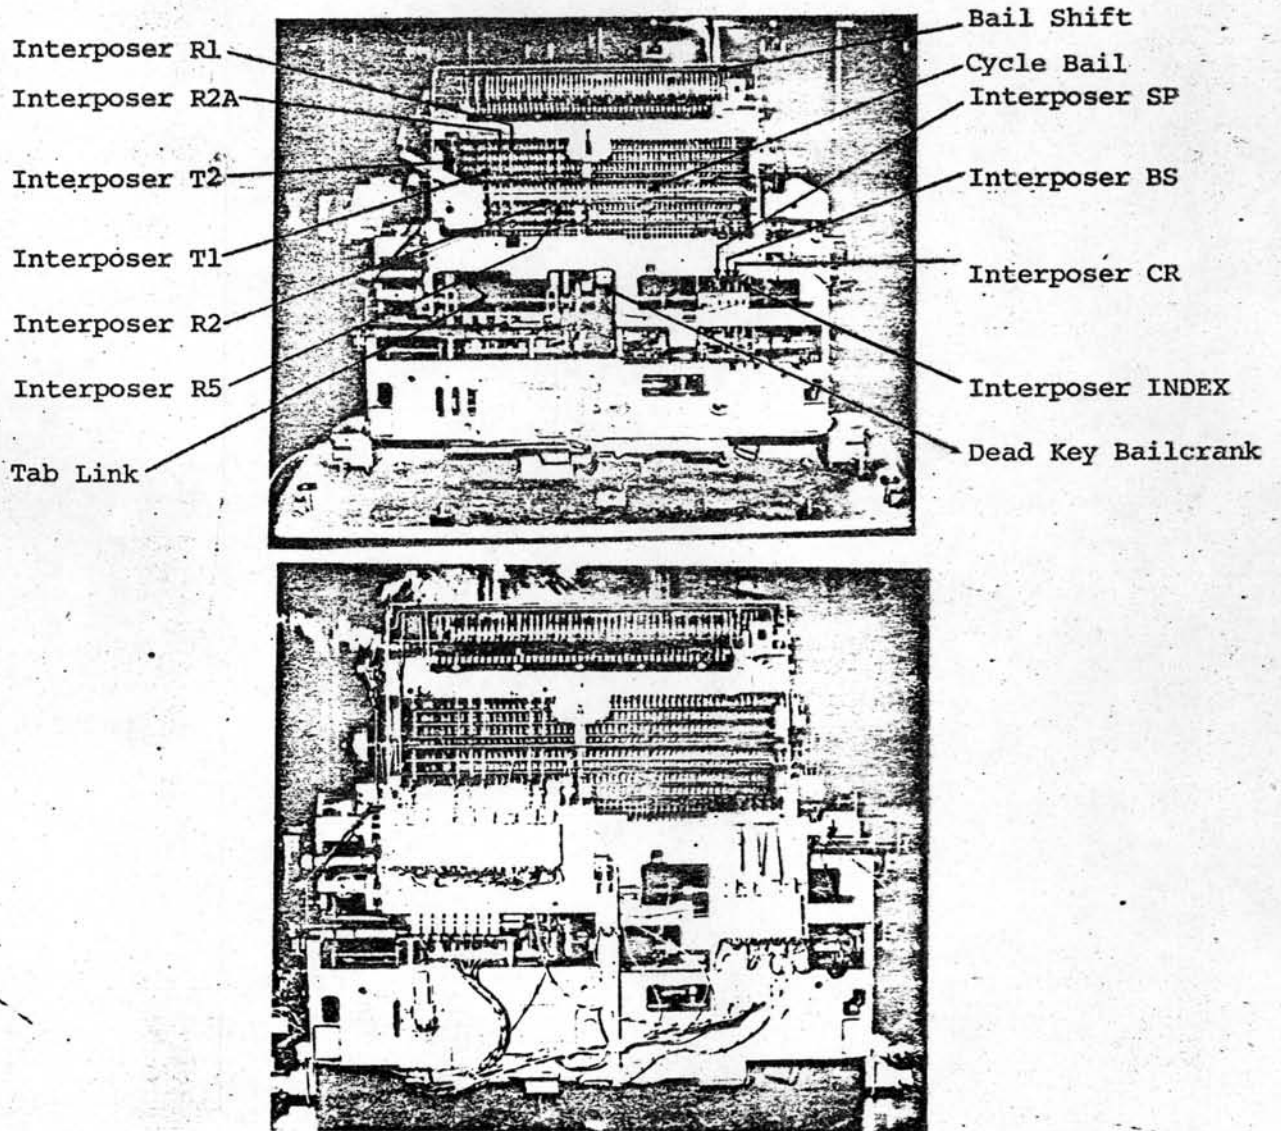 Interposer R1
Interposer R2A
Interposer T2
Interposer T1
Interposer R2
Interposer R5
Tab Link
Bail Shift
Cycle Bail
Interposer SP
Interposer BS
Interposer CR
Interposer INDEX
Dead Key Bailcrank